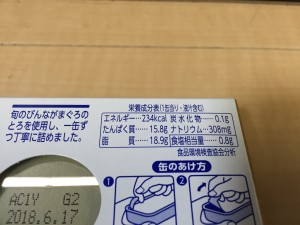 旬のびんながまぐろの
とろを使用し、一缶ず
つ丁寧に詰めました。
栄養成分表(1缶当り・液汁含む)
エネルギー…234kcal 炭水化物……0.1g
たんぱく質…15.8g ナトリウム…308mg
脂 質……18.9g 食塩相当量…0.8g
食品環境検査協会分析
缶のあけ方
1 2
AC1Y G2
2018.6.17